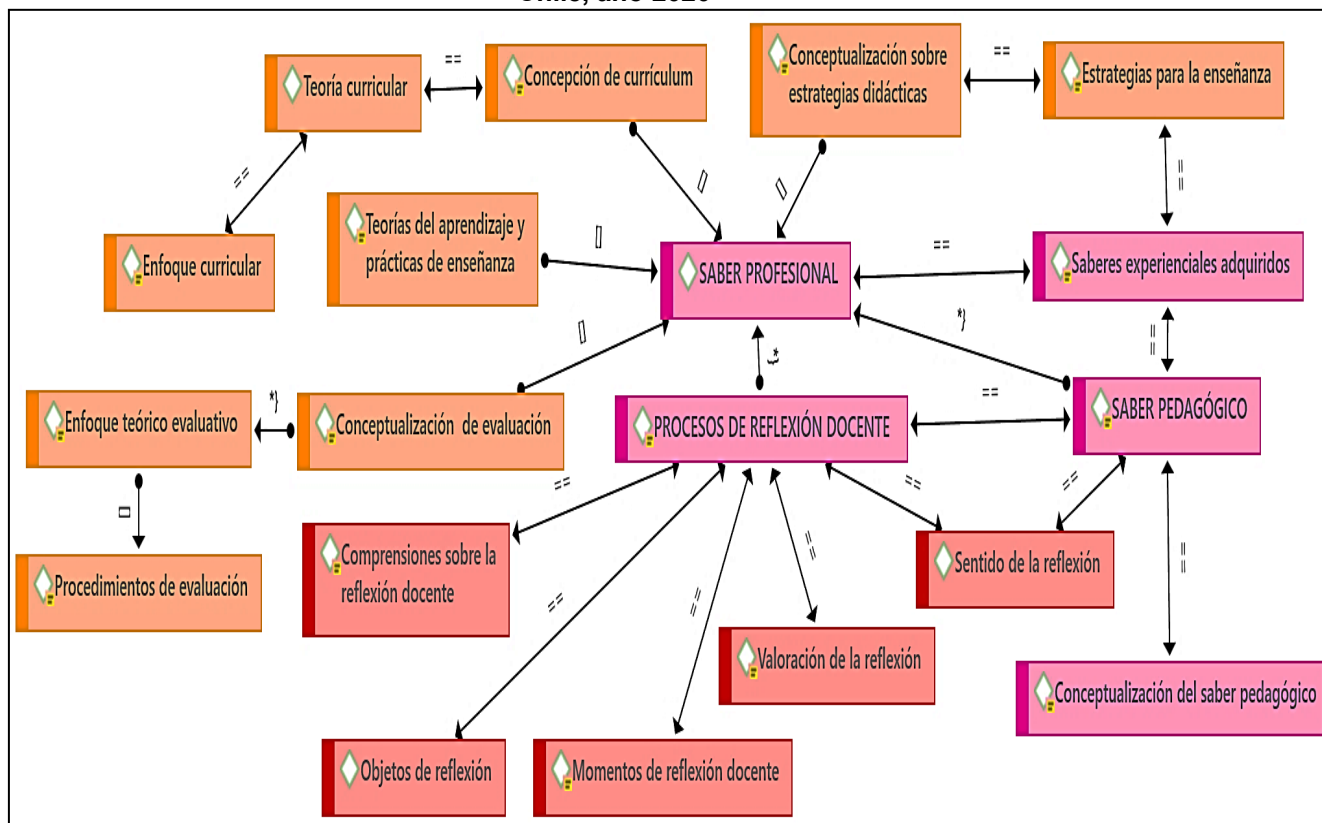 Teoría curricular
==
Concepción de currículum
Conceptualización sobre
estrategias didácticas
==
Estrategias para la enseñanza
==
[]
[]
==
Teorías del aprendizaje y
prácticas de enseñanza
[]
Enfoque curricular
SABER PROFESIONAL
==
Saberes experienciales adquiridos
[]
*}
*}
==
Enfoque teórico evaluativo
*}
Conceptualización de evaluación
PROCESOS DE REFLEXIÓN DOCENTE
==
SABER PEDAGÓGICO
==
==
==
[]
==
==
==
==
Comprensiones sobre la
reflexión docente
Sentido de la reflexión
Procedimientos de evaluación
Valoración de la reflexión
Conceptualización del saber pedagógico
Objetos de reflexión
Momentos de reflexión docente